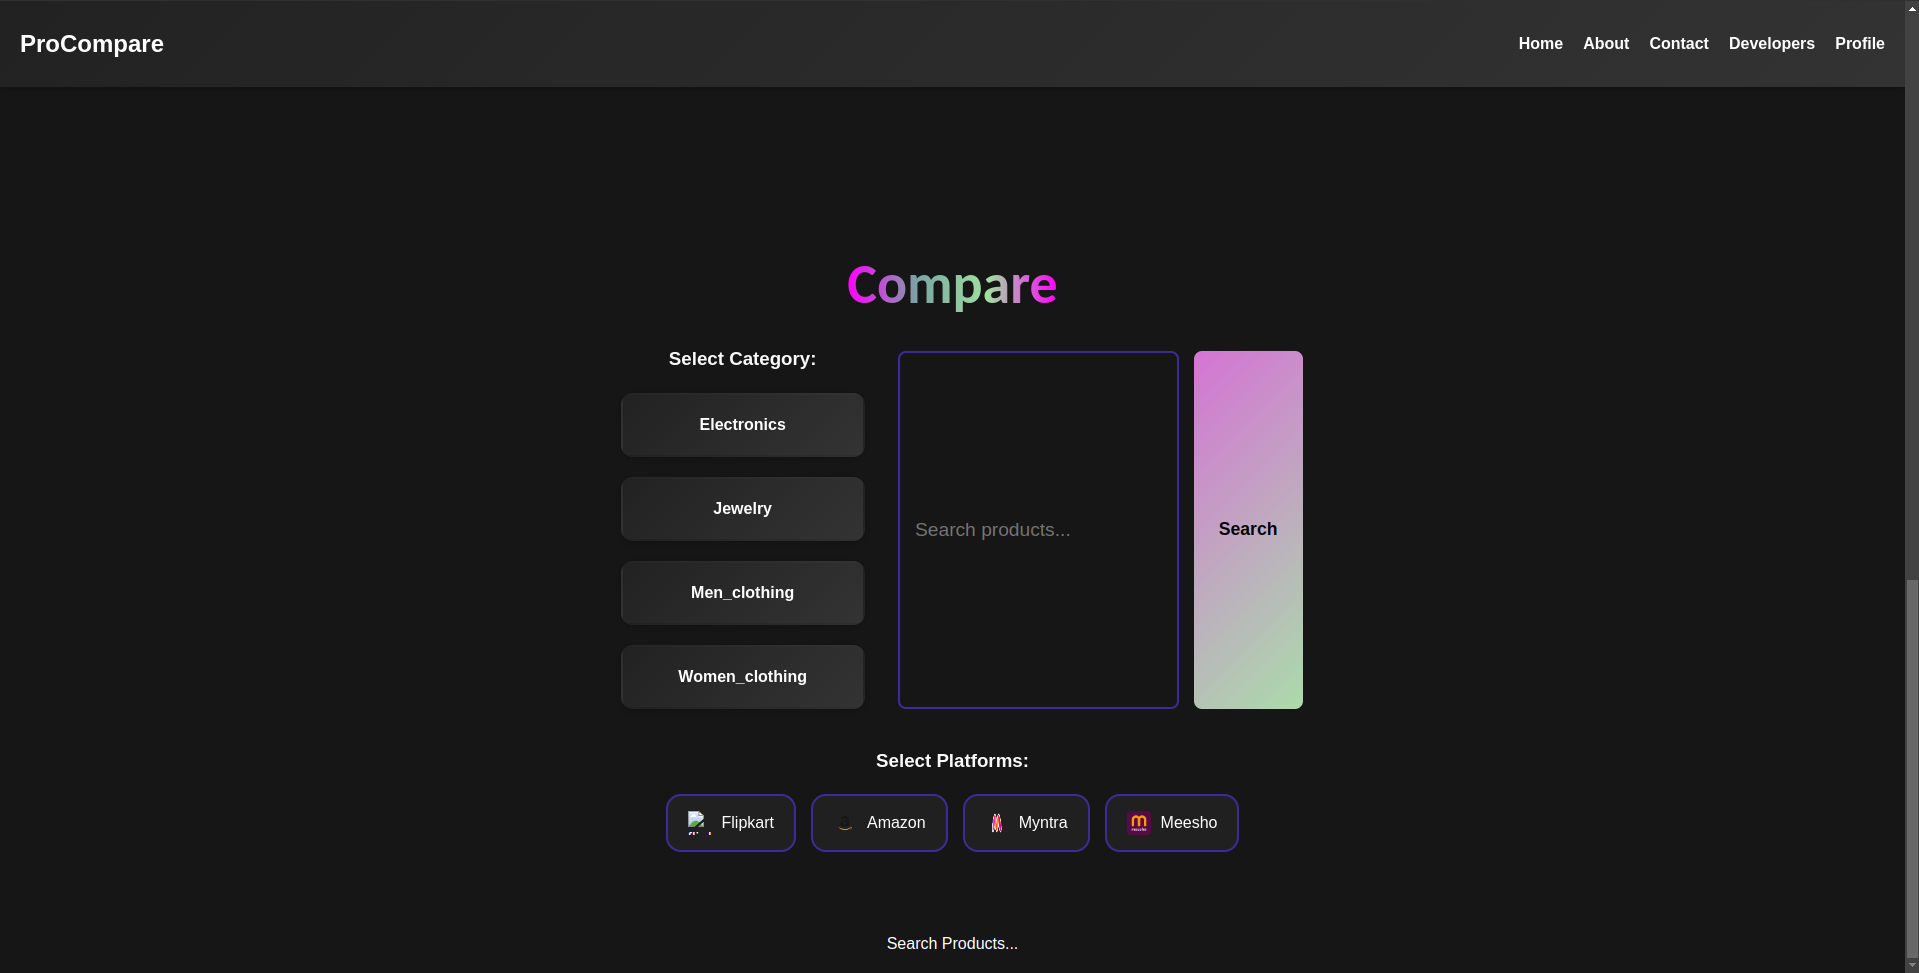 ProCompare
Home About Contact Developers Profile
Compare
Select Category:
Electronics
Jewelry
Men_clothing
Women_clothing
Search products...
Search
Select Platforms:
Flipkart
Amazon
Myntra
Meesho
Search Products...